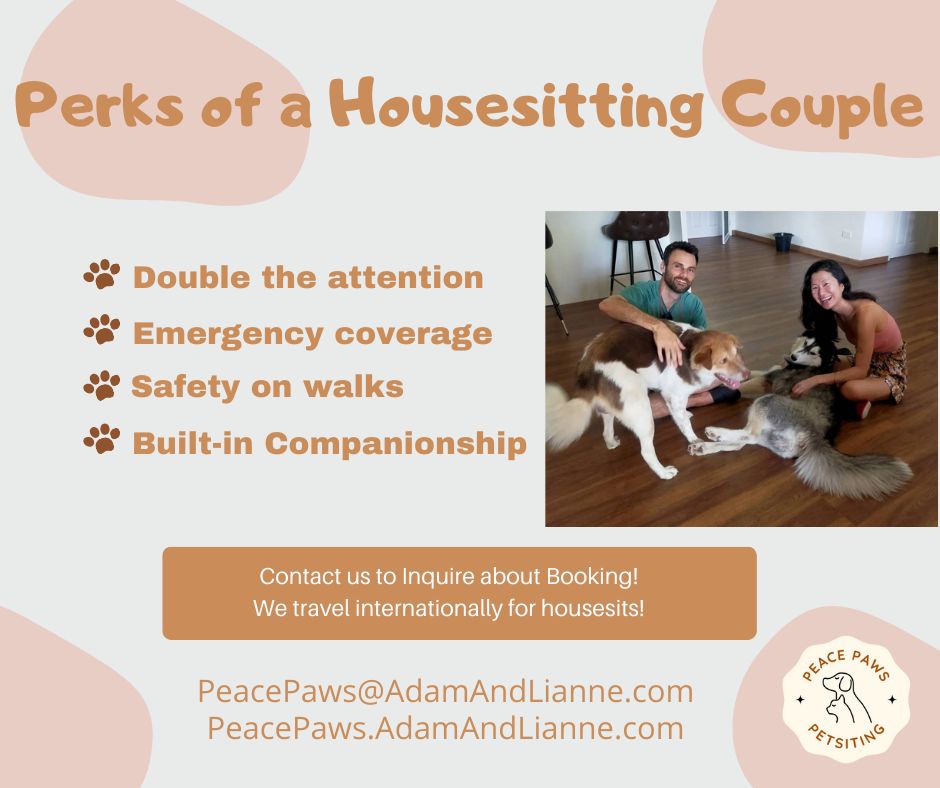 Perks of a Housesitting Couple
Double the attention
Emergency coverage
Safety on walks
Built-in Companionship
Contact us to Inquire about Booking!
We travel internationally for housesits!
PeacePaws@AdamAndLianne.com
PeacePaws.AdamAndLianne.com
PEACE PAWS
PETSITING